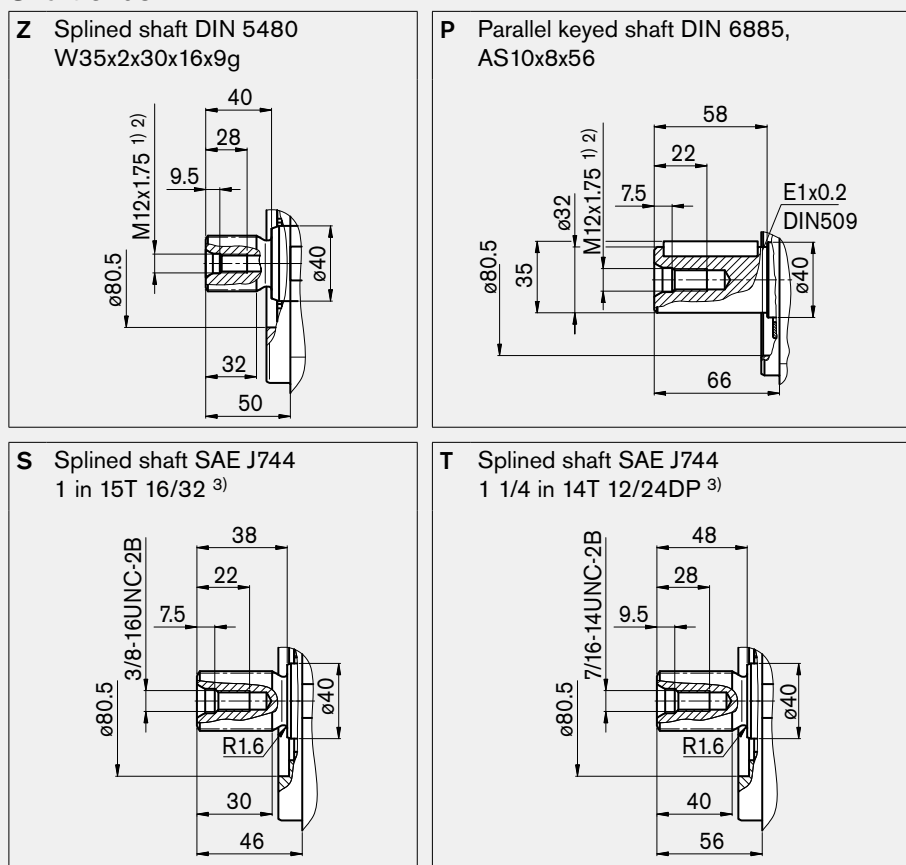 Z Splined shaft DIN 5480
W35x2x30x16x9g
40
28
9.5
M12x1.75 1) 2)
ø80.5
ø40
32
50
P Parallel keyed shaft DIN 6885,
AS10x8x56
58
22
7.5
M12x1.75 1) 2)
ø32
E1x0.2
DIN509
35
ø80.5
ø40
66
S Splined shaft SAE J744
1 in 15T 16/32 3)
38
22
7.5
3/8-16UNC-2B
ø80.5
ø40
R1.6
30
46
T Splined shaft SAE J744
1 1/4 in 14T 12/24DP 3)
48
28
9.5
7/16-14UNC-2B
ø80.5
ø40
R1.6
40
56